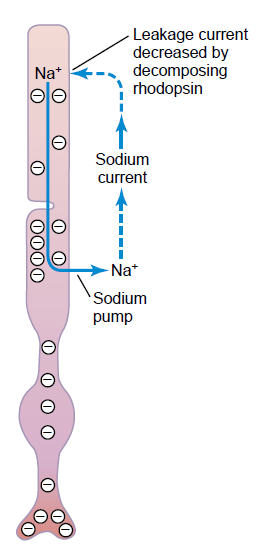 Leakage current
decreased by
decomposing
rhodopsin
Na+
Sodium
current
Na+
Sodium
pump